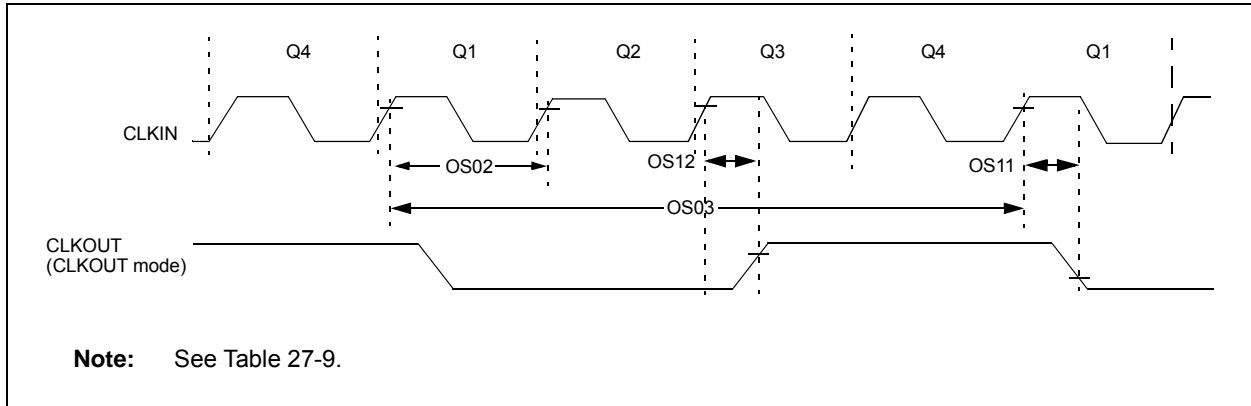 Q4 Q1 Q2 Q3 Q4 Q1
CLKIN
OS02
OS12
OS11
OS03
CLKOUT
(CLKOUT mode)
Note: See Table 27-9.